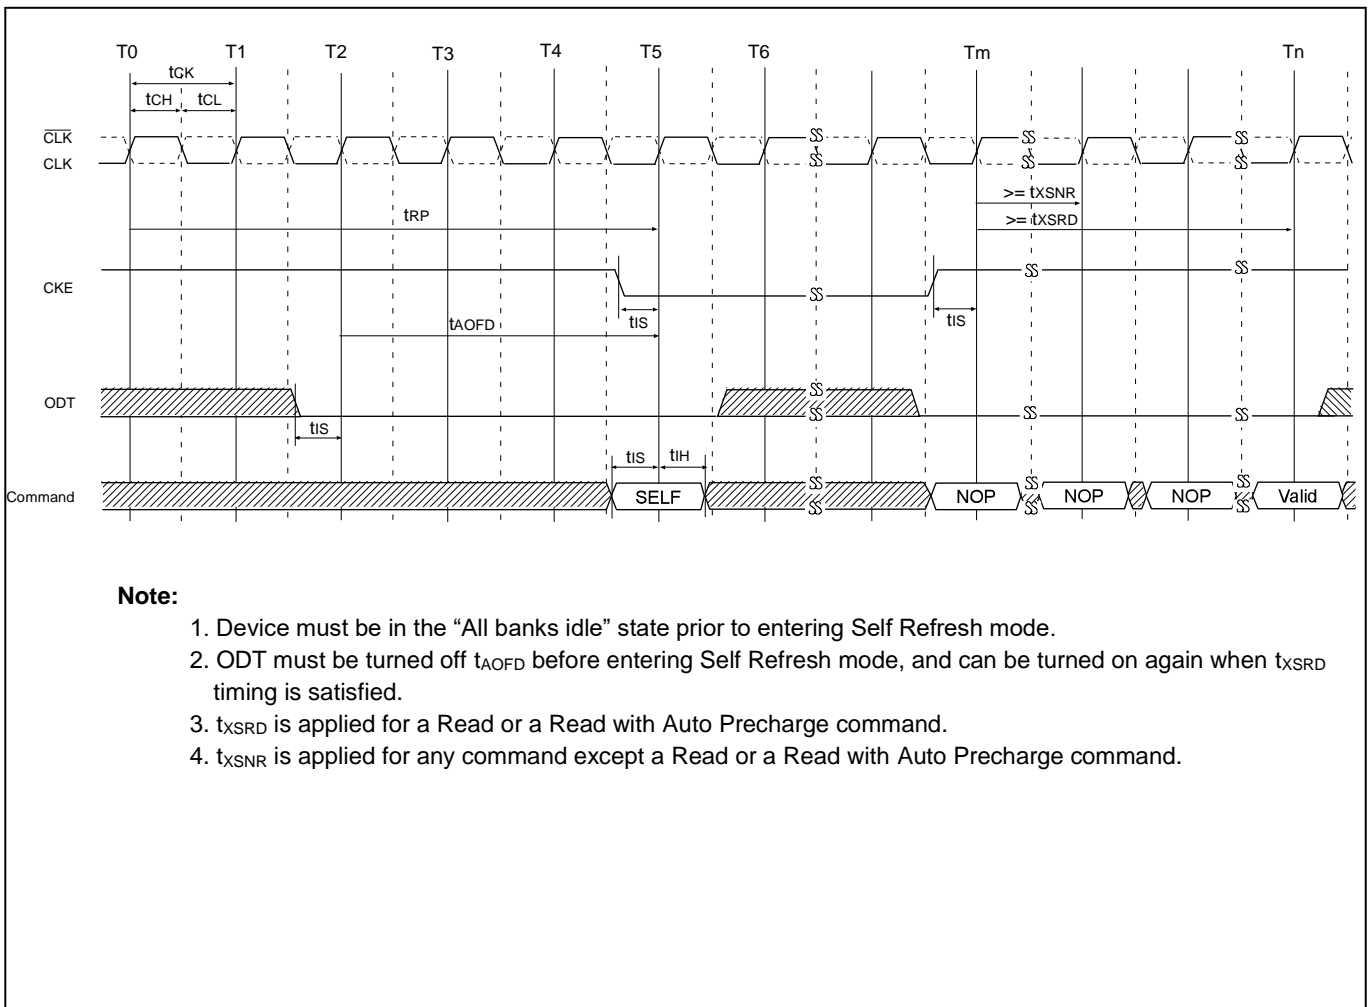 T0 T1 T2 T3 T4 T5 T6 Tm Tn
tCK
tCH tCL
CLK
CLK
>= tXSNR
tRP >= tXSRD
CKE
tIS tIS
tAOFD
ODT
tIS
tIS tIH
Command SELF NOP NOP NOP Valid
Note:
1. Device must be in the “All banks idle” state prior to entering Self Refresh mode.
2. ODT must be turned off tAOFD before entering Self Refresh mode, and can be turned on again when tXSRD
timing is satisfied.
3. tXSRD is applied for a Read or a Read with Auto Precharge command.
4. tXSNR is applied for any command except a Read or a Read with Auto Precharge command.